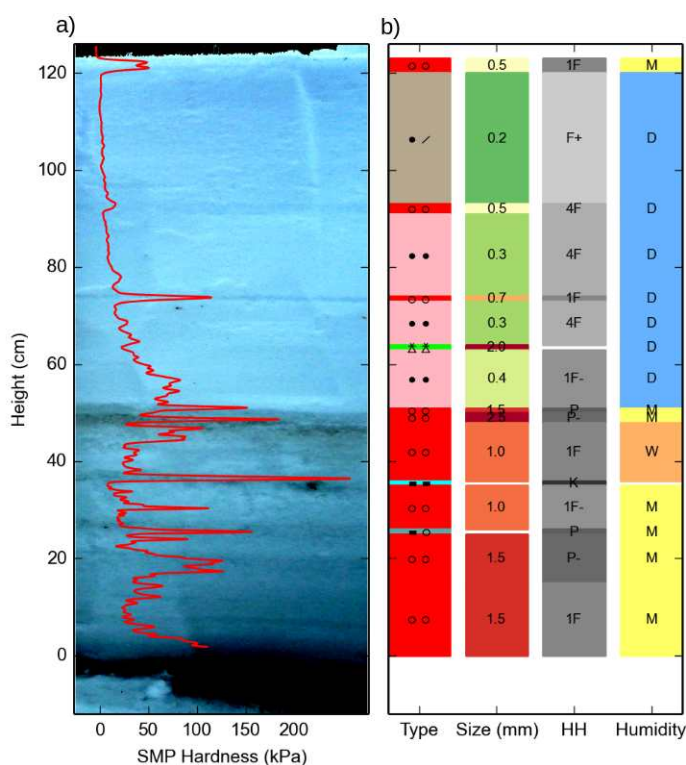 a)
b)
120
100
80
60
40
20
0
Height (cm)
0 50 100 150 200
SMP Hardness (kPa)
0.5 1F M
0.2 F+ D
0.5 4F D
0.3 4F D
0.7 1F D
0.3 4F D
2.0 D
0.4 1F- D
1.5 P M
2.5 P- M
1.0 1F W
K
1.0 1F- M
P M
1.5 P- M
1.5 1F M
Type Size (mm) HH Humidity